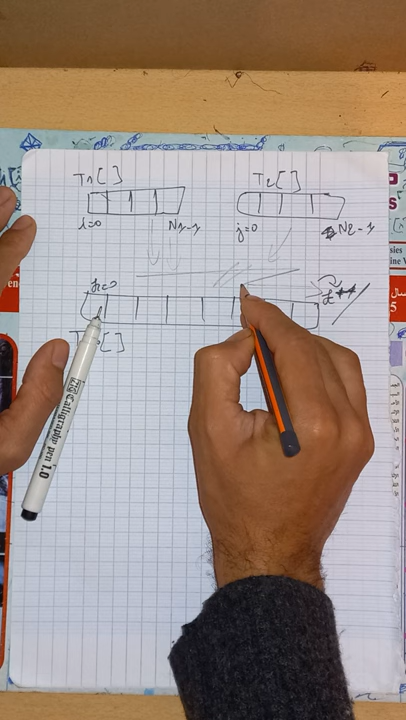 T1[ ]
T2[ ]
i=0
N1-1
j=0
N2-1
k=0
T [ ]
Calligraphy pen 1.0